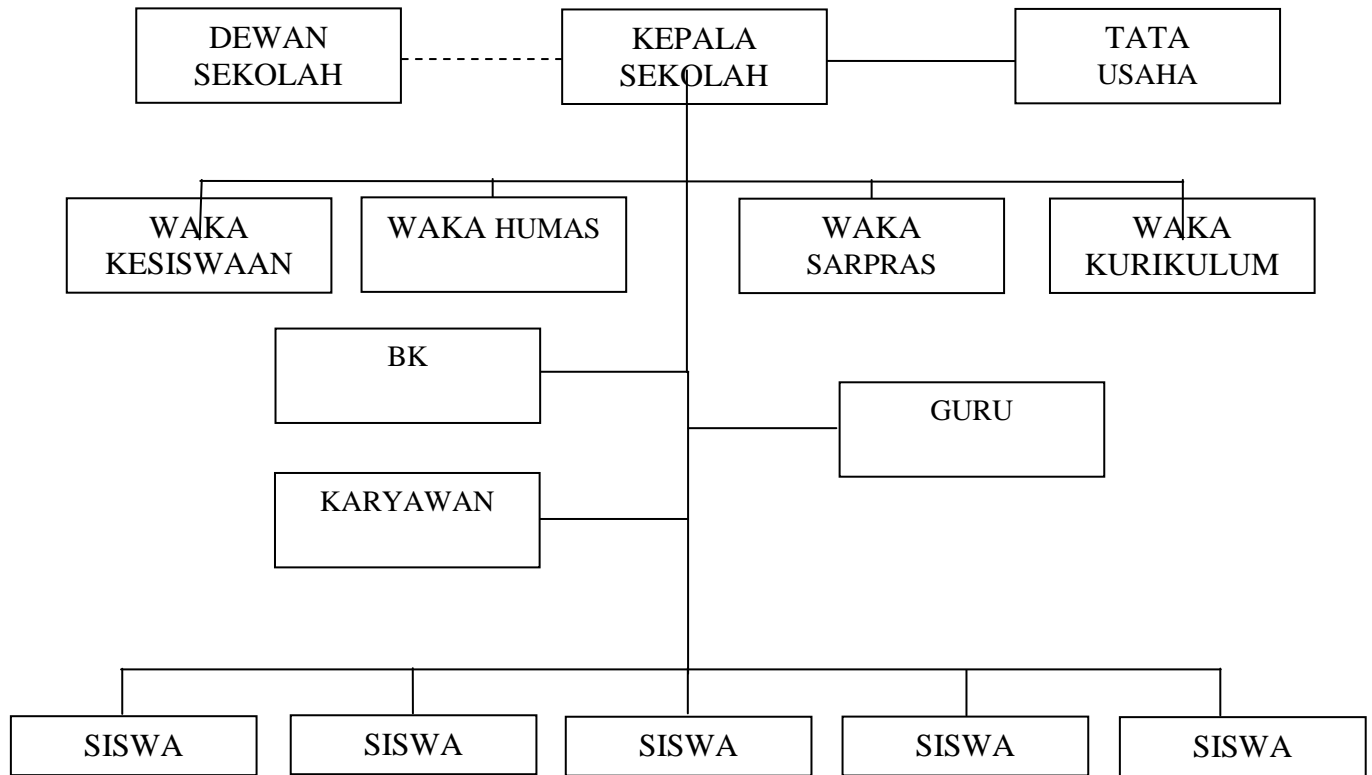 DEWAN
SEKOLAH
KEPALA
SEKOLAH
TATA
USAHA
WAKA
KESISWAAN
WAKA HUMAS
WAKA
SARPRAS
WAKA
KURIKULUM
BK
GURU
KARYAWAN
SISWA
SISWA
SISWA
SISWA
SISWA